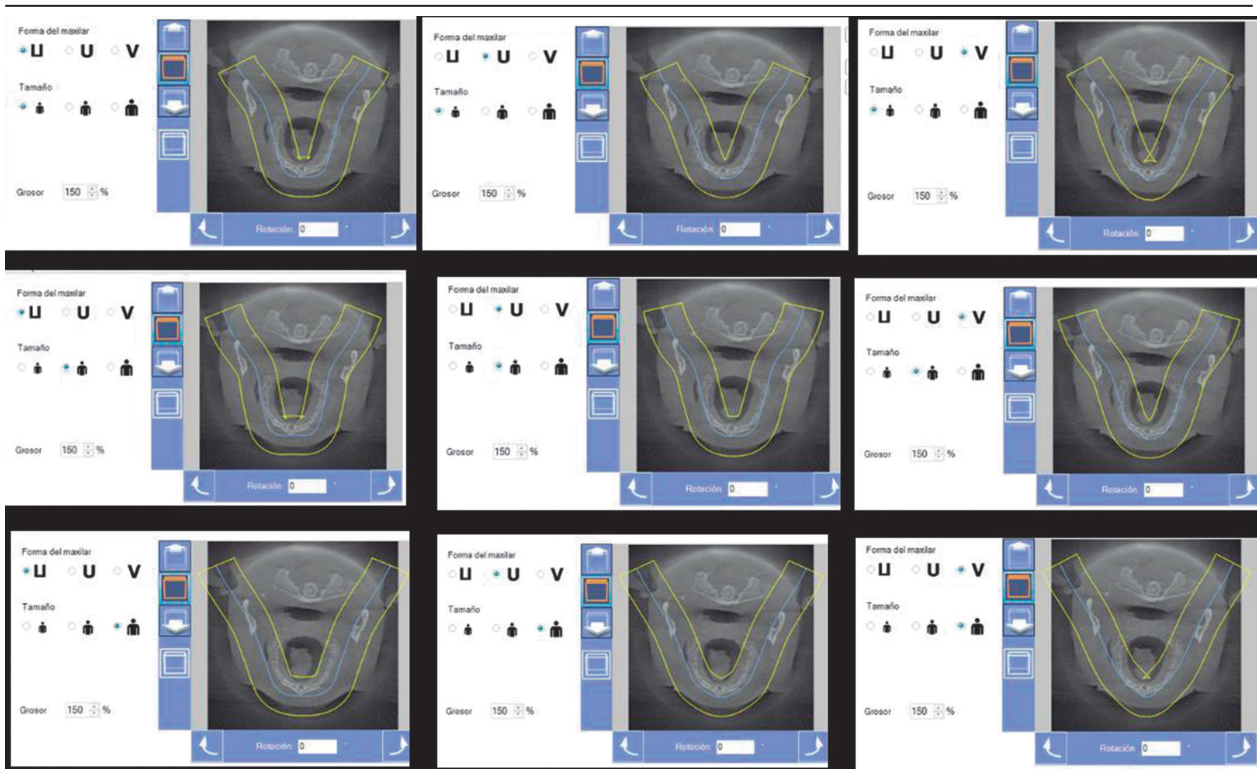 Forma del maxilar
U U V
Tamaño
Grosor 150 %
Rotación 0 °
Forma del maxilar
U U V
Tamaño
Grosor 150 %
Rotación 0 °
Forma del maxilar
U U V
Tamaño
Grosor 150 %
Rotación 0 °
Forma del maxilar
U U V
Tamaño
Grosor 150 %
Rotación 0 °
Forma del maxilar
U U V
Tamaño
Grosor 150 %
Rotación 0 °
Forma del maxilar
U U V
Tamaño
Grosor 150 %
Rotación 0 °
Forma del maxilar
U U V
Tamaño
Grosor 150 %
Rotación 0 °
Forma del maxilar
U U V
Tamaño
Grosor 150 %
Rotación 0 °
Forma del maxilar
U U V
Tamaño
Grosor 150 %
Rotación 0 °